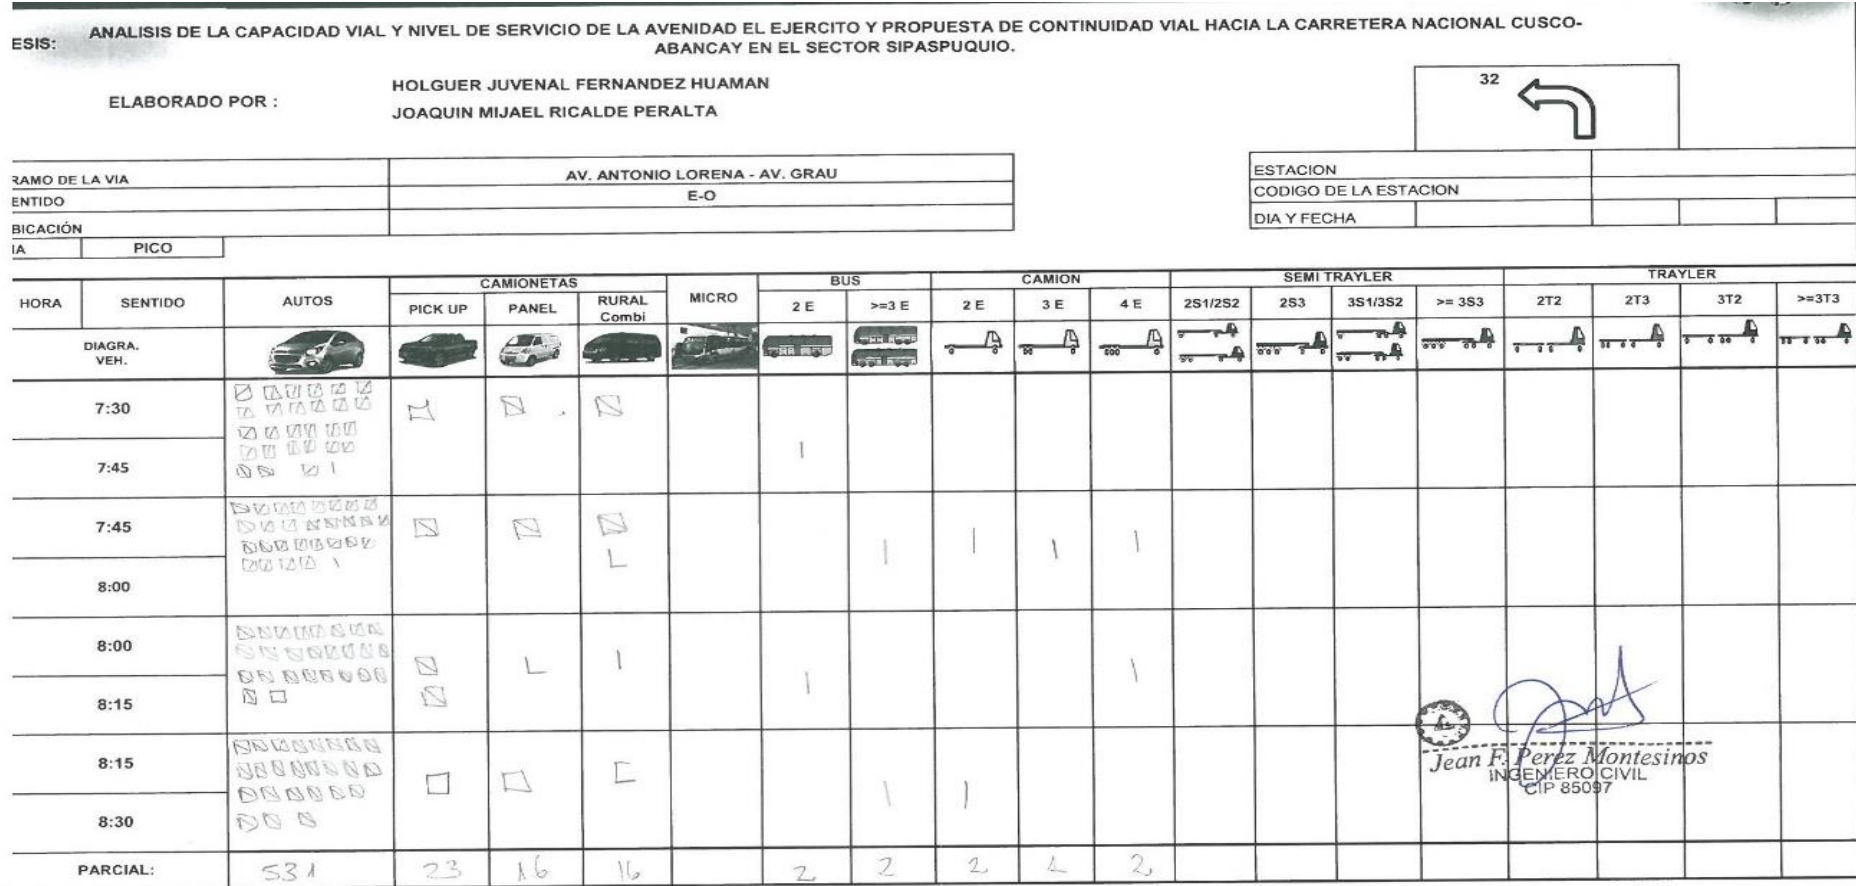 ESIS: ANALISIS DE LA CAPACIDAD VIAL Y NIVEL DE SERVICIO DE LA AVENIDAD EL EJERCITO Y PROPUESTA DE CONTINUIDAD VIAL HACIA LA CARRETERA NACIONAL CUSCO-
ABANCAY EN EL SECTOR SIPASPUQUIO.
ELABORADO POR :
HOLGUER JUVENAL FERNANDEZ HUAMAN
JOAQUIN MIJAEL RICALDE PERALTA
32
RAMO DE LA VIA AV. ANTONIO LORENA - AV. GRAU
ENTIDO E-O
BICACIÓN
IA PICO
ESTACION
CODIGO DE LA ESTACION
DIA Y FECHA
CAMIONETAS BUS CAMION SEMI TRAYLER TRAYLER
HORA SENTIDO AUTOS PICK UP PANEL RURAL Combi MICRO 2 E >=3 E 2 E 3 E 4 E 2S1/2S2 2S3 3S1/3S2 >= 3S3 2T2 2T3 3T2 >=3T3
DIAGRA. VEH.
7:30
7:45
7:45
8:00
8:00
8:15
8:15
8:30
Jean F. Perez Montesinos
INGENIERO CIVIL
CIP 85097
PARCIAL: 531 23 16 16 2 2 2 1 2